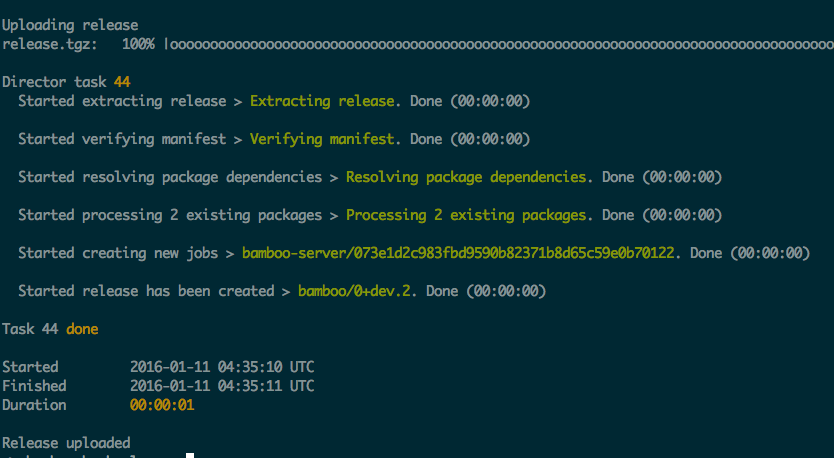 Uploading release
release.tgz:   100% |ooooooooooooooooooooooooooooooooooooooooooooooooooooooooooooooooooooooooooooooooooo
Director task 44
Started extracting release > Extracting release. Done (00:00:00)
Started verifying manifest > Verifying manifest. Done (00:00:00)
Started resolving package dependencies > Resolving package dependencies. Done (00:00:00)
Started processing 2 existing packages > Processing 2 existing packages. Done (00:00:00)
Started creating new jobs > bamboo-server/073e1d2c983fbd9590b82371b8d65c59e0b70122. Done (00:00:00)
Started release has been created > bamboo/0+dev.2. Done (00:00:00)
Task 44 done
Started         2016-01-11 04:35:10 UTC
Finished        2016-01-11 04:35:11 UTC
Duration        00:00:01
Release uploaded